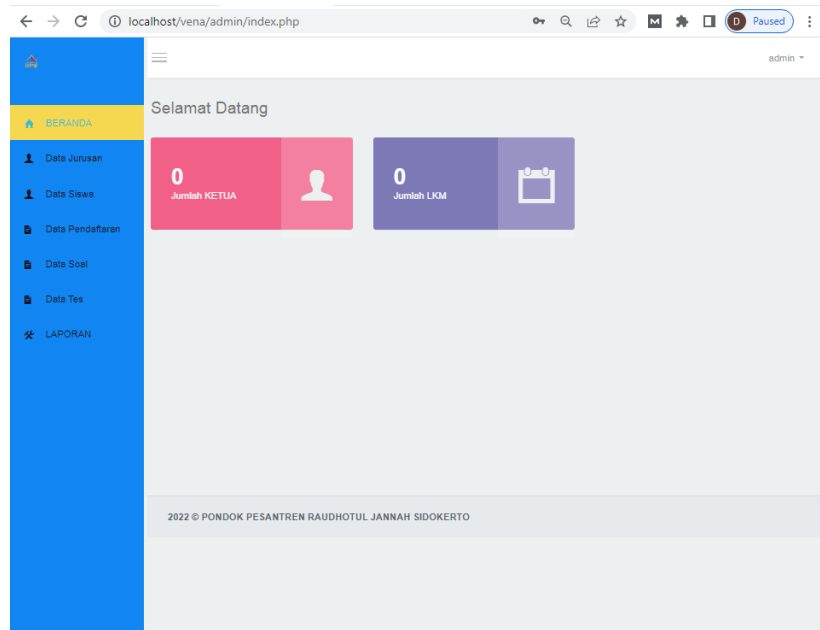 localhost/vena/admin/index.php
D Paused
admin
Selamat Datang
BERANDA
Data Jurusan
Data Siswa
Data Pendaftaran
Data Soal
Data Tes
LAPORAN
0
Jumlah KETUA
0
Jumlah LKM
2022 © PONDOK PESANTREN RAUDHOTUL JANNAH SIDOKERTO